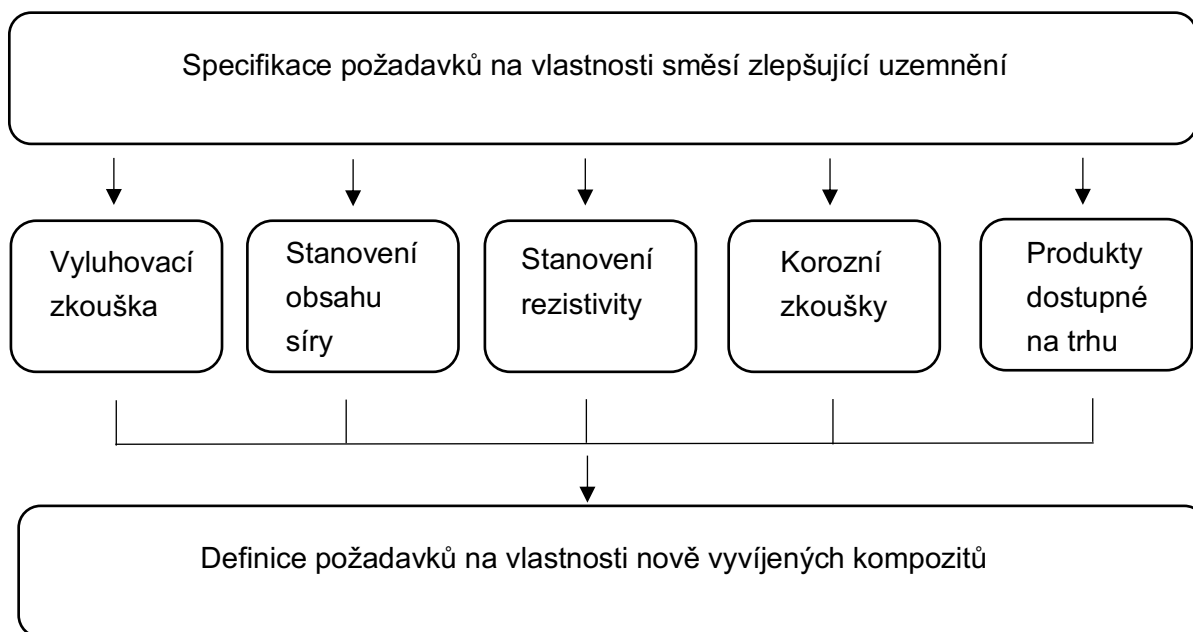 Specifikace požadavků na vlastnosti směsí zlepšující uzemnění
Vyluhovací
zkouška
Stanovení
obsahu
síry
Stanovení
rezistivity
Korozní
zkoušky
Produkty
dostupné
na trhu
Definice požadavků na vlastnosti nově vyvíjených kompozitů